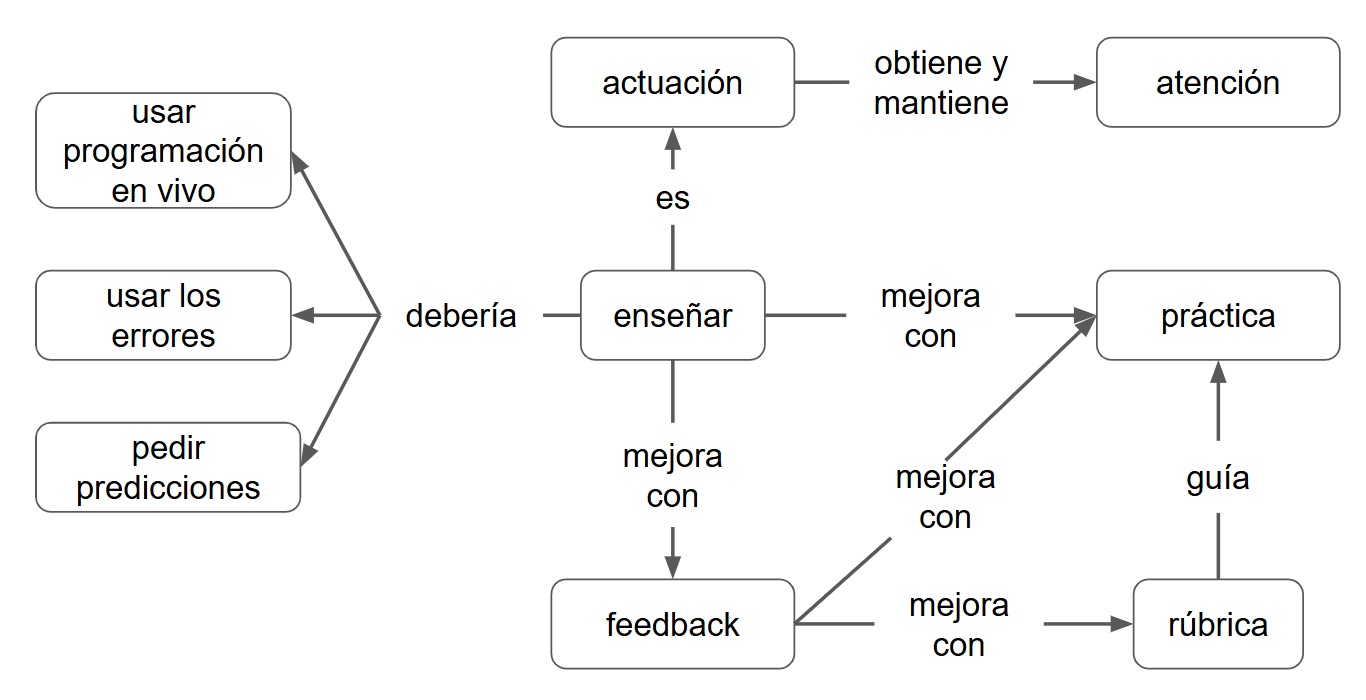 actuación
obtiene y
mantiene
atención
usar
programación
en vivo
es
usar los
errores
debería
enseñar
mejora
con
práctica
pedir
predicciones
mejora
con
mejora
con
guía
feedback
mejora
con
rúbrica